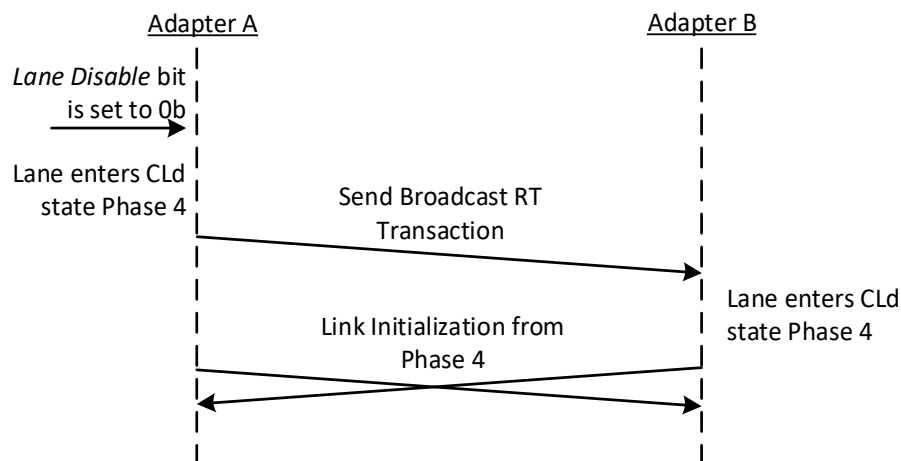 Adapter A
Adapter B
Lane Disable bit
is set to 0b
Lane enters CLd
state Phase 4
Send Broadcast RT
Transaction
Lane enters CLd
state Phase 4
Link Initialization from
Phase 4